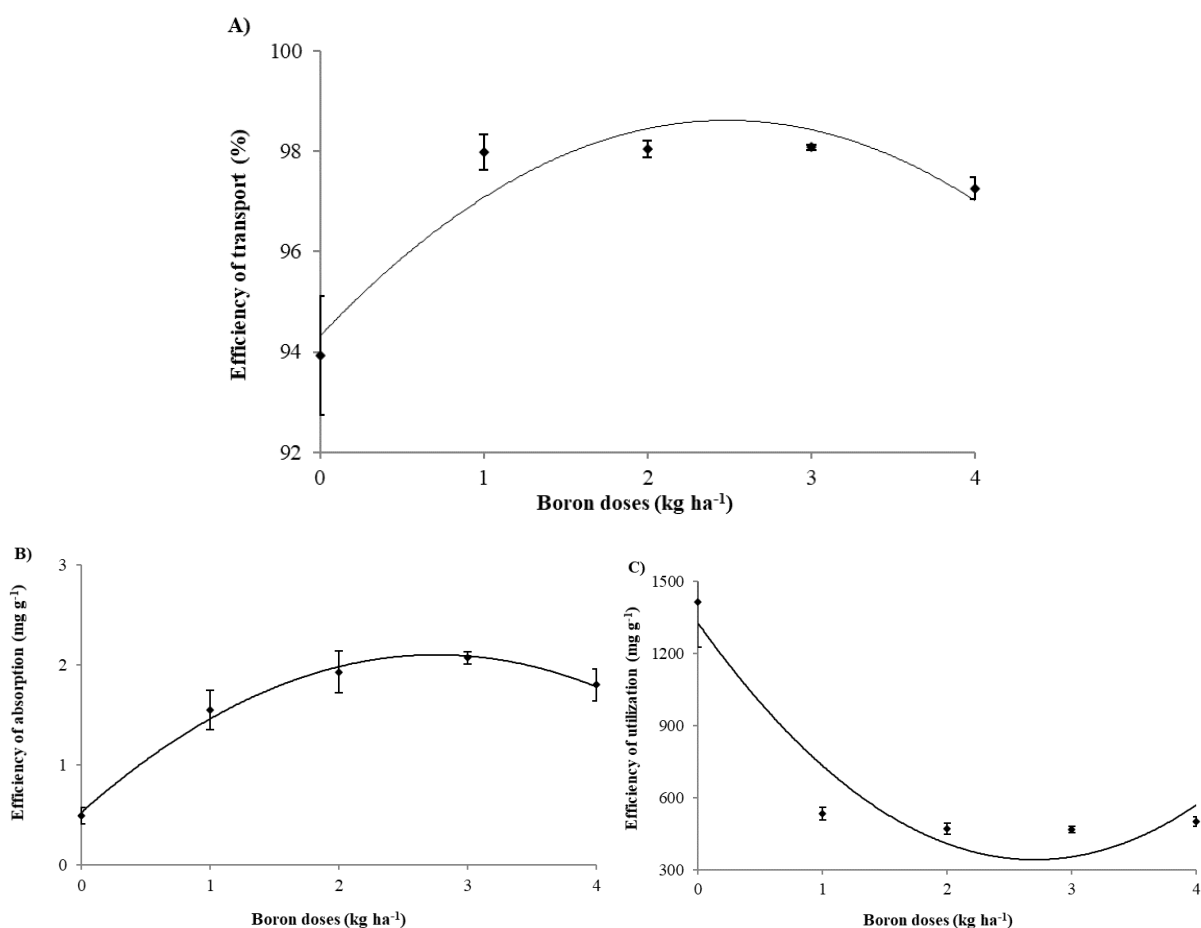 A)
Efficiency of transport (%)
100
98
96
94
92
0 1 2 3 4
Boron doses (kg ha⁻¹)
B)
Efficiency of absorption (mg g⁻¹)
3
2
1
0
0 1 2 3 4
Boron doses (kg ha⁻¹)
C)
Efficiency of utilization (mg g⁻¹)
1500
1200
900
600
300
0 1 2 3 4
Boron doses (kg ha⁻¹)